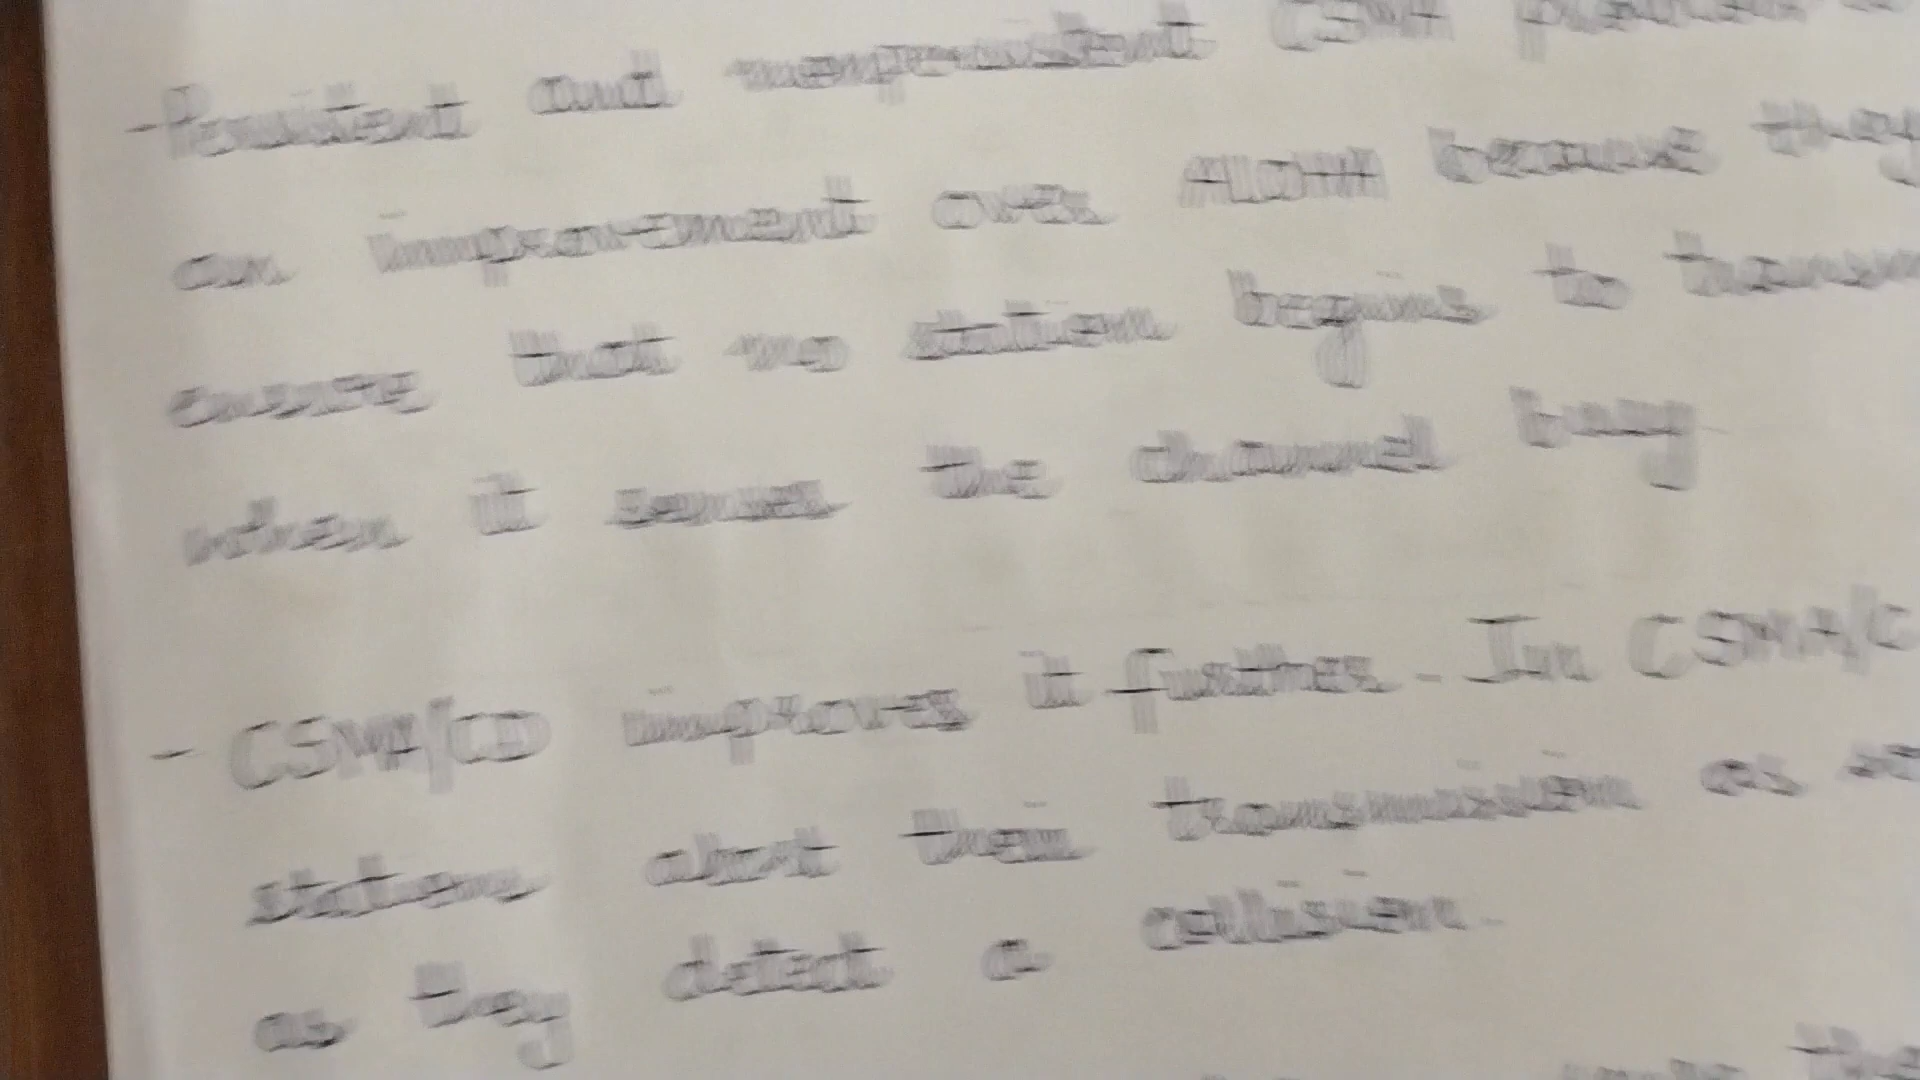 - Persistent and nonpersistent CSMA
an improvement over ALOHA because they
ensure that no station begins to
when it senses the channel busy
- CSMA/CD improves it further. In CSMA/C
stations abort their transmission as
as they detect a collision.